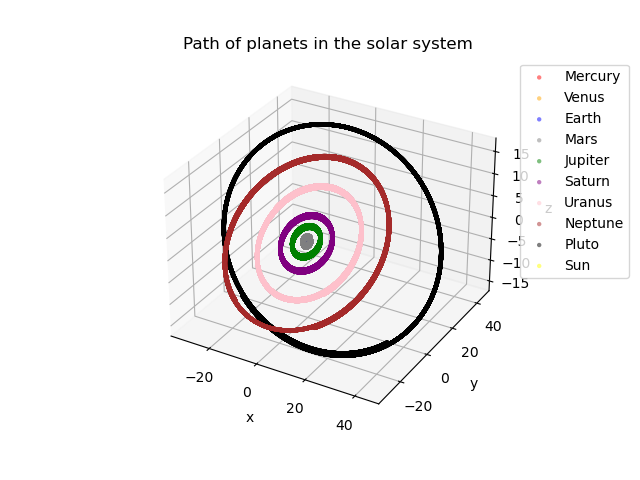 Path of planets in the solar system
Mercury
Venus
Earth
Mars
Jupiter
Saturn
Uranus
Neptune
Pluto
Sun
15
10
5
0
−5
−10
−15
z
40
20
0
−20
y
−20
0
20
40
x